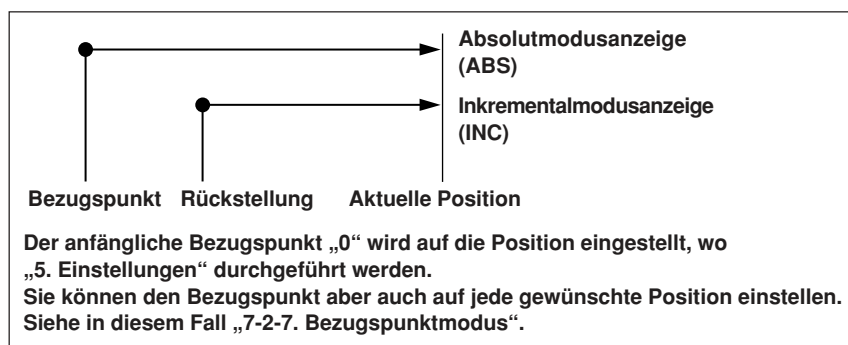 Absolutmodusanzeige
(ABS)
Inkrementalmodusanzeige
(INC)
Bezugspunkt Rückstellung Aktuelle Position
Der anfängliche Bezugspunkt „0“ wird auf die Position eingestellt, wo
„5. Einstellungen“ durchgeführt werden.
Sie können den Bezugspunkt aber auch auf jede gewünschte Position einstellen.
Siehe in diesem Fall „7-2-7. Bezugspunktmodus“.